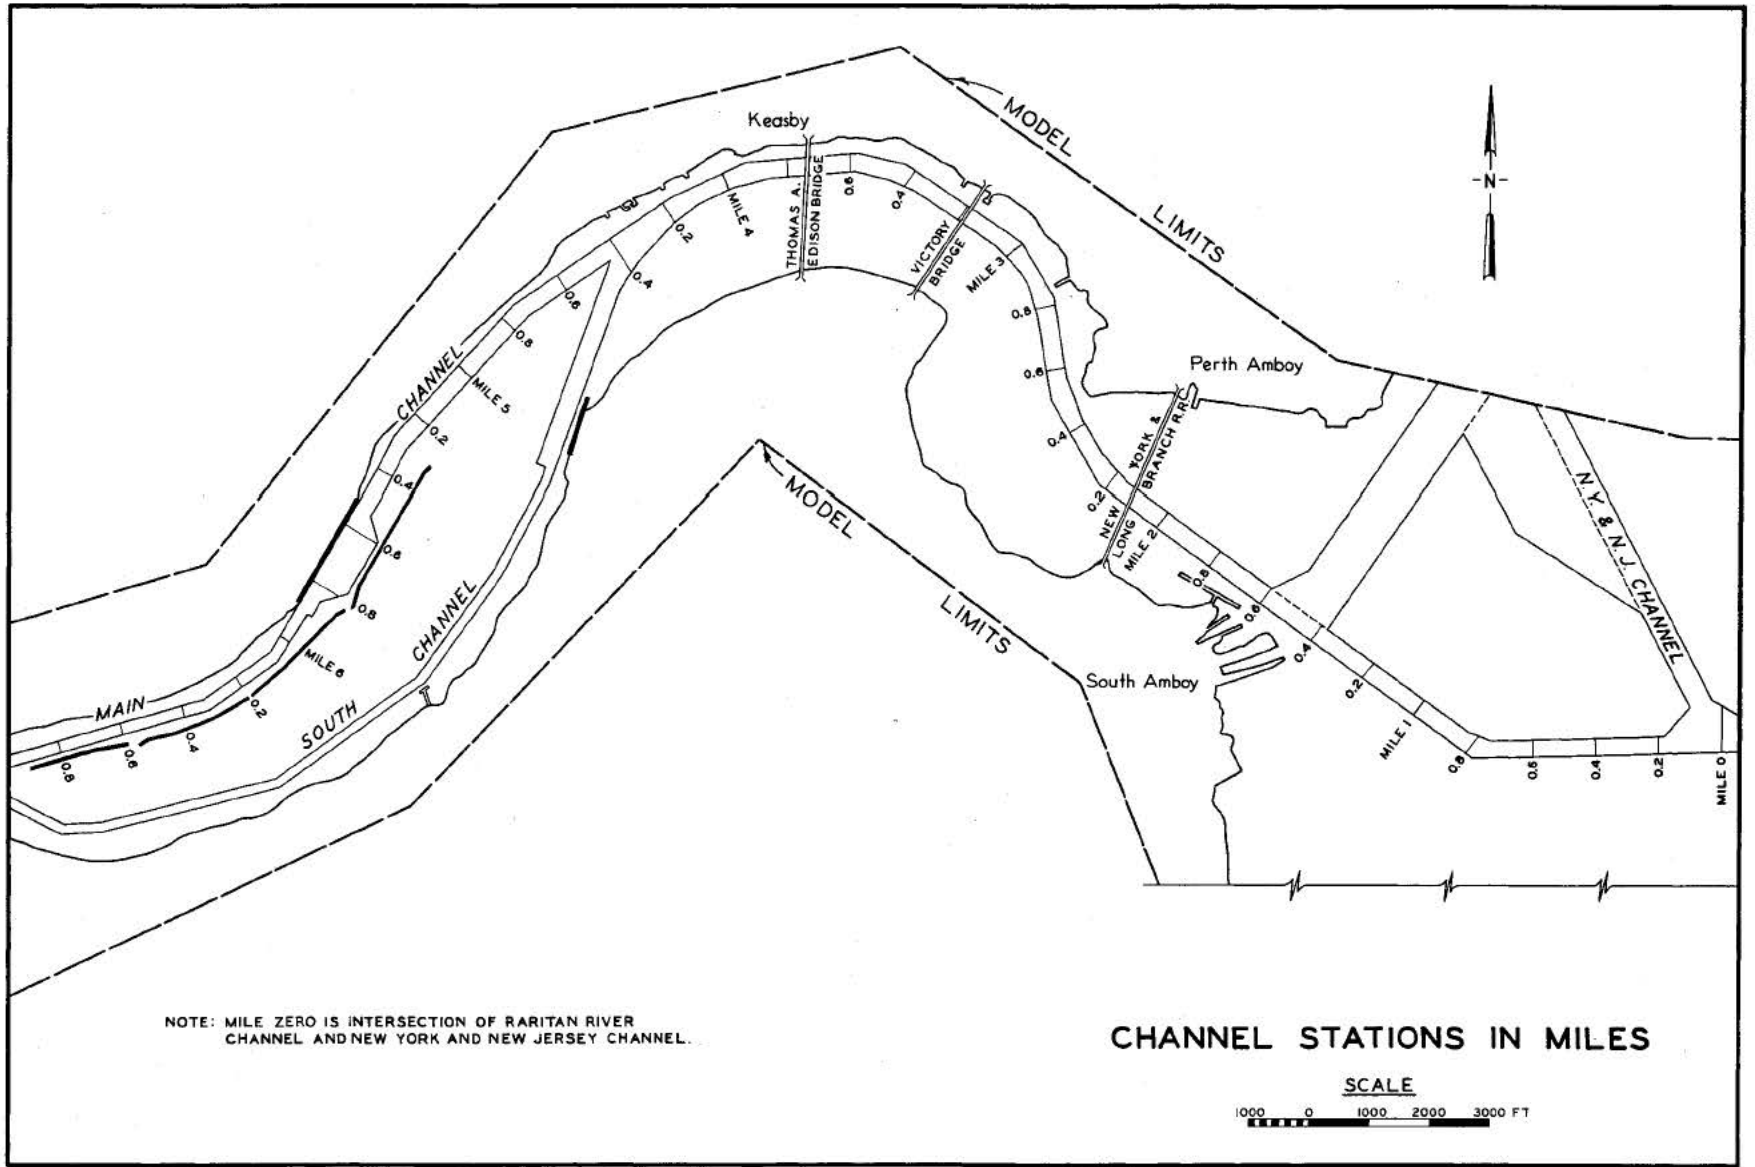 Keasby
MODEL
LIMITS
-N-
THOMAS A.
EDISON BRIDGE
0.6
0.4
VICTORY
BRIDGE
MILE 3
MILE 4
0.2
0.4
0.6
0.8
CHANNEL
MILE 5
0.2
0.4
0.6
0.8
MILE 6
0.2
0.4
0.6
0.8
MAIN
SOUTH
CHANNEL
0.8
0.6
0.4
0.2
Perth Amboy
NEW YORK &
LONG BRANCH R.R.
MILE 2
0.8
0.6
0.4
0.2
MILE 1
0.8
0.6
0.4
0.2
MILE 0
N.Y. & N.J. CHANNEL
MODEL
LIMITS
South Amboy
NOTE: MILE ZERO IS INTERSECTION OF RARITAN RIVER
CHANNEL AND NEW YORK AND NEW JERSEY CHANNEL.
CHANNEL STATIONS IN MILES
SCALE
1000 0 1000 2000 3000 FT